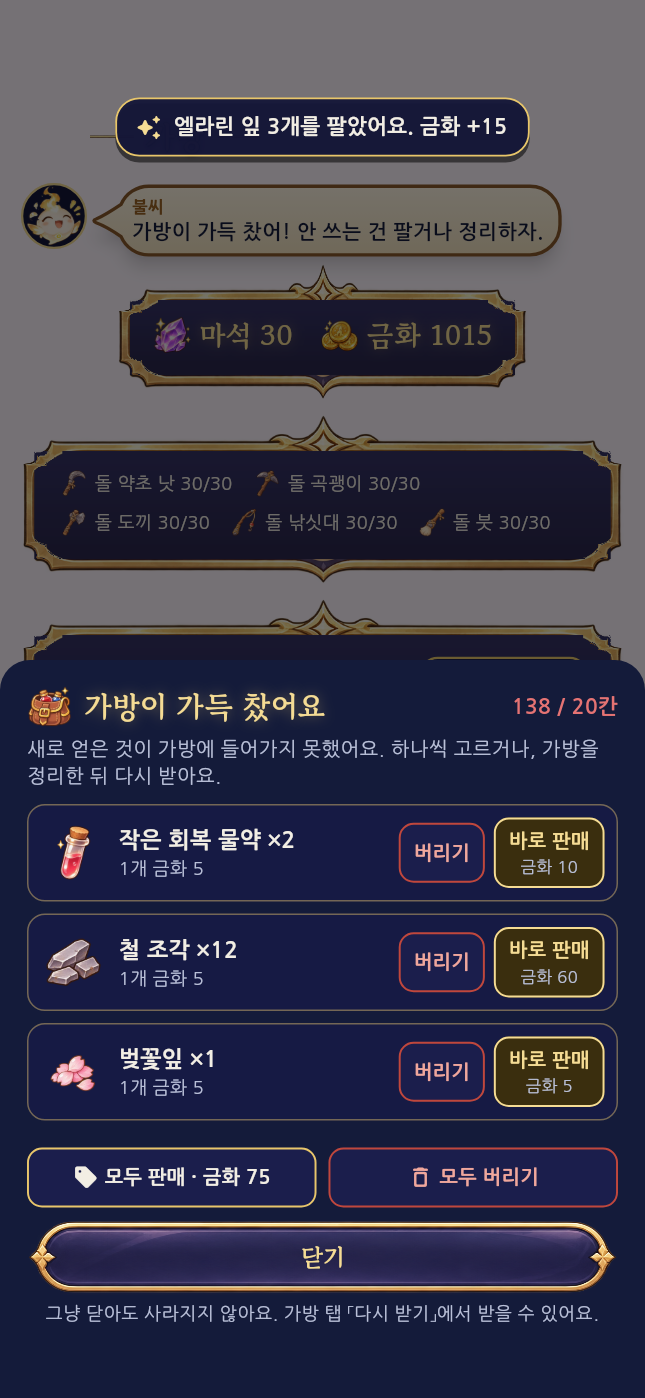 엘라린 잎 3개를 팔았어요. 금화 +15
불씨
가방이 가득 찼어! 안 쓰는 건 팔거나 정리하자.
마석 30 금화 1015
돌 약초 낫 30/30 돌 곡괭이 30/30
돌 도끼 30/30 돌 낚싯대 30/30 돌 붓 30/30
가방이 가득 찼어요 138 / 20칸
새로 얻은 것이 가방에 들어가지 못했어요. 하나씩 고르거나, 가방을
정리한 뒤 다시 받아요.
작은 회복 물약 ×2
1개 금화 5
버리기
바로 판매
금화 10
철 조각 ×12
1개 금화 5
버리기
바로 판매
금화 60
벚꽃잎 ×1
1개 금화 5
버리기
바로 판매
금화 5
모두 판매 · 금화 75
모두 버리기
닫기
그냥 닫아도 사라지지 않아요. 가방 탭 「다시 받기」에서 받을 수 있어요.